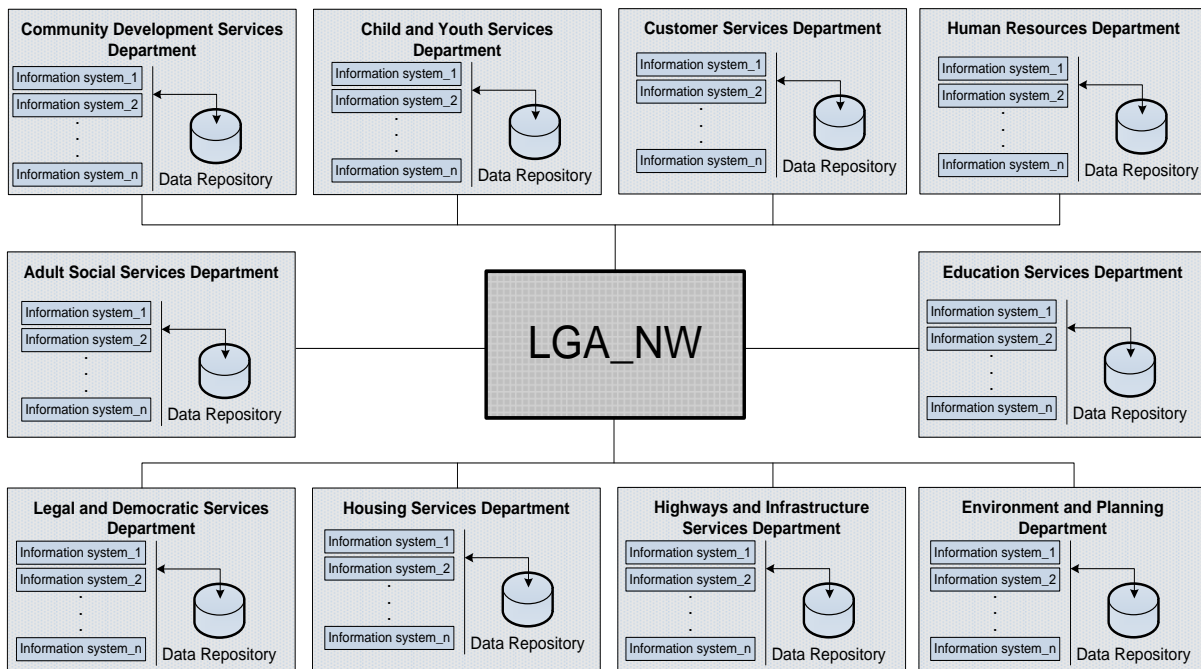 Community Development Services
Department
Information system_1
Information system_2
Information system_n
Data Repository
Child and Youth Services
Department
Information system_1
Information system_2
Information system_n
Data Repository
Customer Services Department
Information system_1
Information system_2
Information system_n
Data Repository
Human Resources Department
Information system_1
Information system_2
Information system_n
Data Repository
Adult Social Services Department
Information system_1
Information system_2
Information system_n
Data Repository
LGA_NW
Education Services Department
Information system_1
Information system_2
Information system_n
Data Repository
Legal and Democratic Services
Department
Information system_1
Information system_2
Information system_n
Data Repository
Housing Services Department
Information system_1
Information system_2
Information system_n
Data Repository
Highways and Infrastructure
Services Department
Information system_1
Information system_2
Information system_n
Data Repository
Environment and Planning
Department
Information system_1
Information system_2
Information system_n
Data Repository